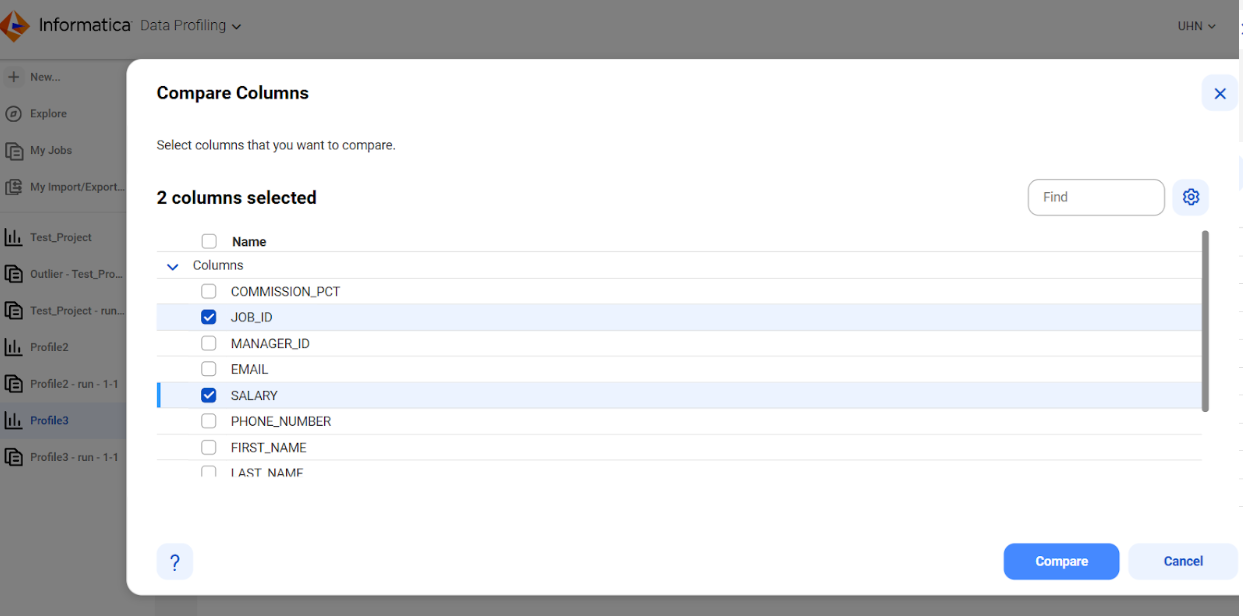 Informatica Data Profiling
UHN
New...
Explore
My Jobs
My Import/Export...
Test_Project
Outlier - Test_Pro...
Test_Project - run...
Profile2
Profile2 - run - 1-1
Profile3
Profile3 - run - 1-1
Compare Columns
Select columns that you want to compare.
2 columns selected
Find
Name
Columns
COMMISSION_PCT
JOB_ID
MANAGER_ID
EMAIL
SALARY
PHONE_NUMBER
FIRST_NAME
LAST_NAME
?
Compare
Cancel